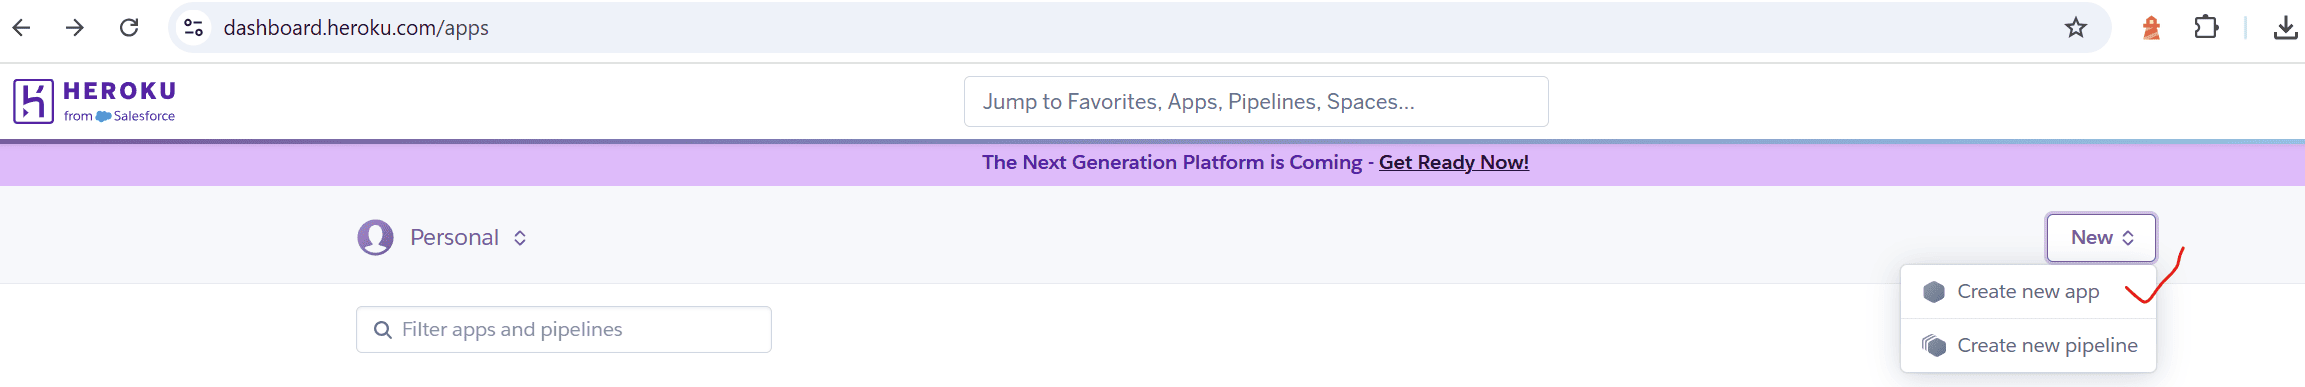 dashboard.heroku.com/apps
HEROKU
from Salesforce
Jump to Favorites, Apps, Pipelines, Spaces...
The Next Generation Platform is Coming - Get Ready Now!
Personal
New
Create new app
Filter apps and pipelines
Create new pipeline